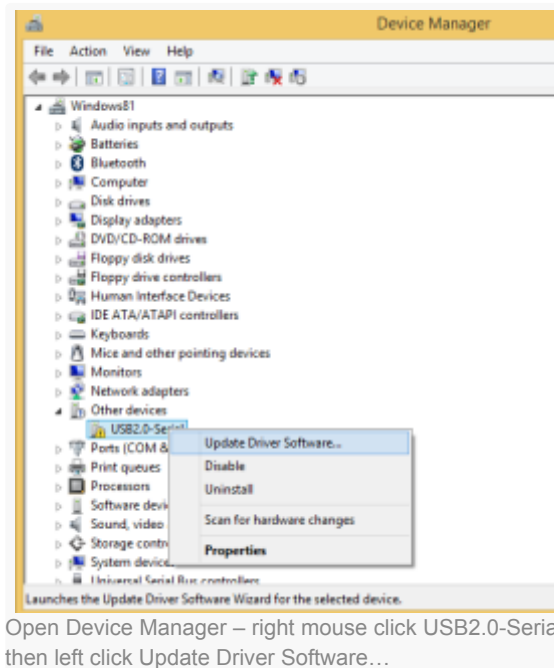 Device Manager
File Action View Help
Windows81
Audio inputs and outputs
Batteries
Bluetooth
Computer
Disk drives
Display adapters
DVD/CD-ROM drives
Floppy disk drives
Floppy drive controllers
Human Interface Devices
IDE ATA/ATAPI controllers
Keyboards
Mice and other pointing devices
Monitors
Network adapters
Other devices
USB2.0-Serial
Update Driver Software...
Ports (COM &
Disable
Print queues
Processors
Uninstall
Software devi
Sound, video
Scan for hardware changes
Storage contr
System device
Properties
Universal Serial Bus controllers
Launches the Update Driver Software Wizard for the selected device.
Open Device Manager – right mouse click USB2.0-Seria
then left click Update Driver Software…